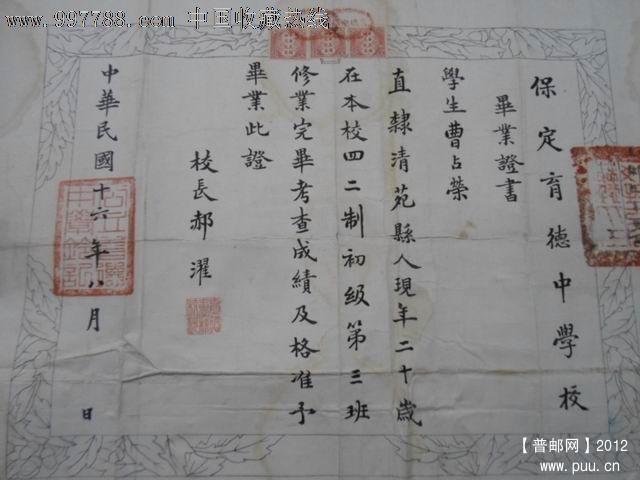 www.997788.com 中国收藏热线
保定育德中學校
畢業證書
學生曹占榮
直隸清苑縣人現年二十歲
在本校四二制初級第三班
修業完畢考查成績及格准予
畢業此證
校長郝濯
中華民國十六年八月 日
【普邮网】2012
www.puu.cn